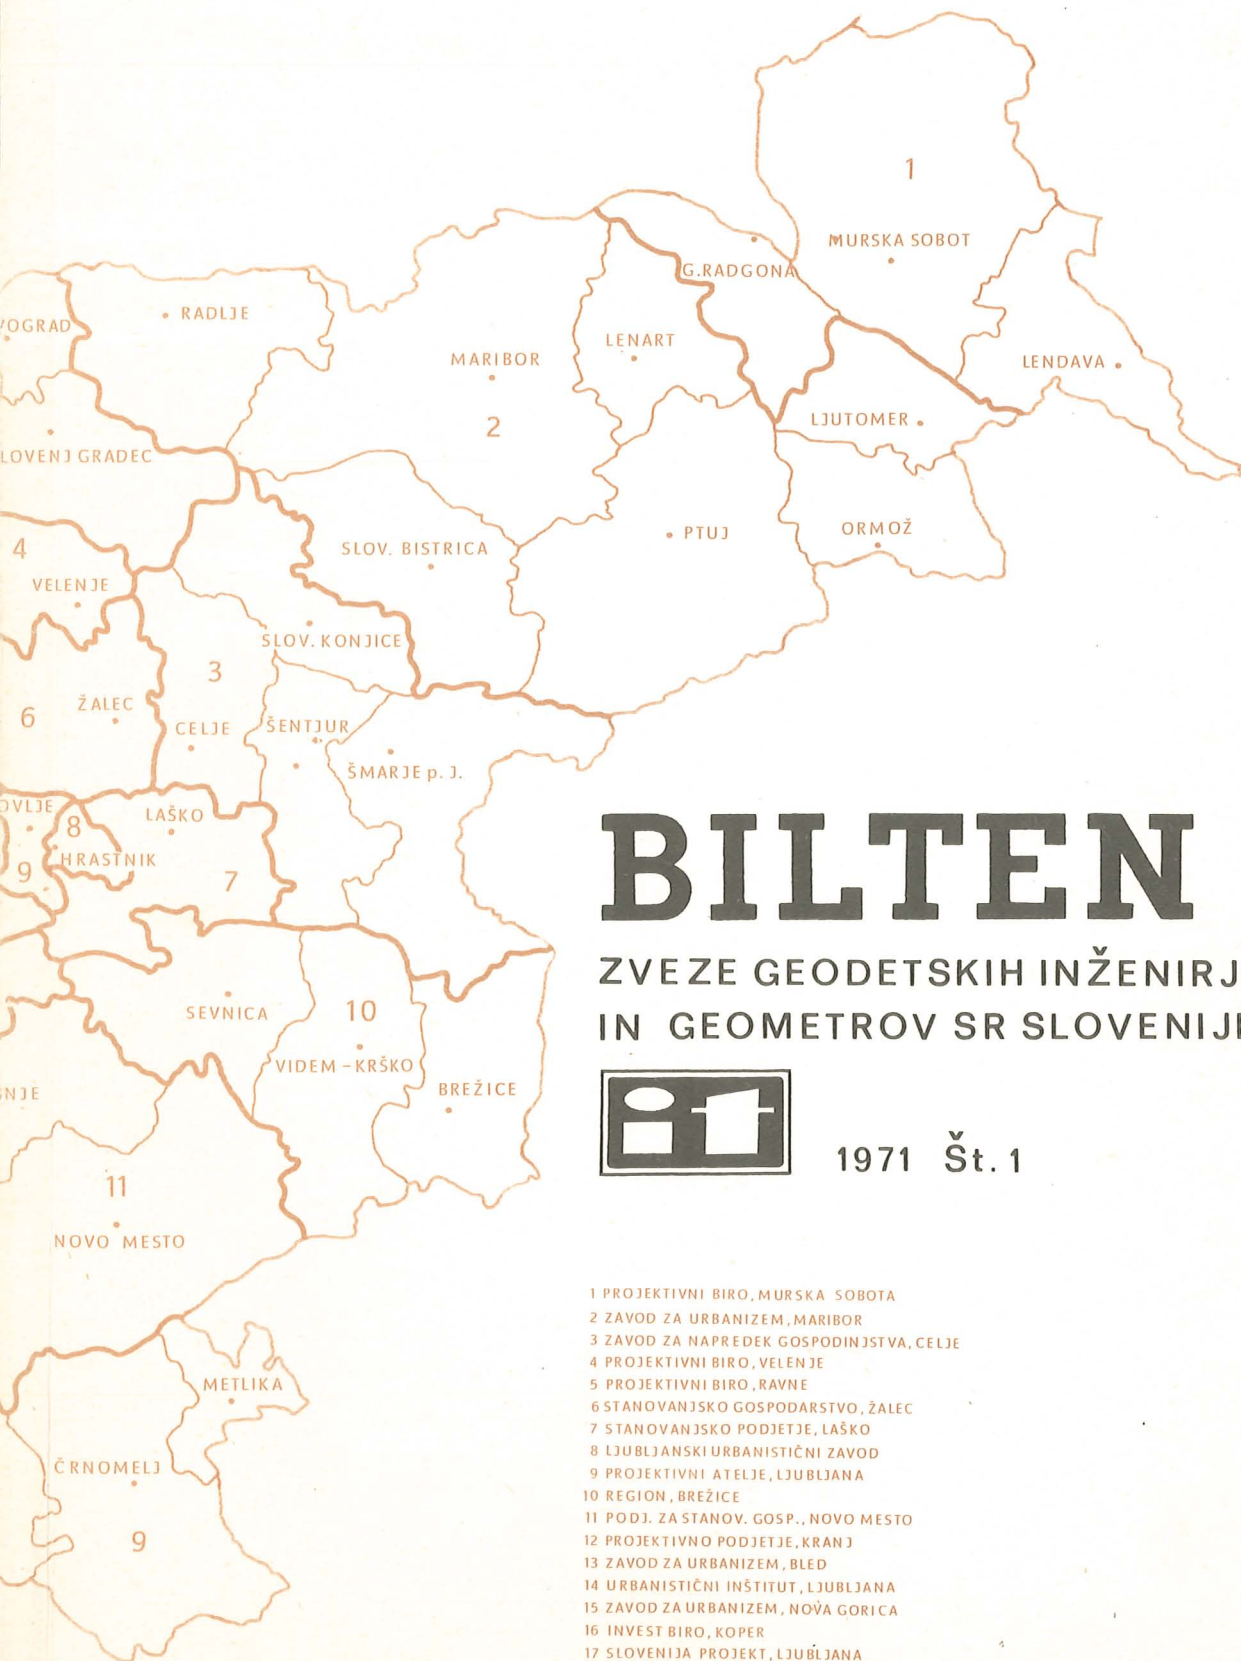 1
MURSKA SOBOT
G.RADGONA
VOGRAD
RADLJE
LENART
MARIBOR
LENDAVA
2
LJUTOMER
LOVENJ GRADEC
PTUJ
ORMOŽ
4
SLOV. BISTRICA
VELENJE
SLOV. KONJICE
3
ŽALEC
6
CELJE
ŠENTJUR
ŠMARJE p. J.
OVLJE
LAŠKO
8
HRASTNIK
9
7
BILTEN
ZVEZE GEODETSKIH INŽENIRJ
IN GEOMETROV SR SLOVENIJE
SEVNICA
10
VIDEM-KRŠKO
BREŽICE
NJE
it
1971 Št. 1
11
NOVO MESTO
METLIKA
ČRNOMELJ
9
1 PROJEKTIVNI BIRO, MURSKA SOBOTA
2 ZAVOD ZA URBANIZEM, MARIBOR
3 ZAVOD ZA NAPREDEK GOSPODINJSTVA, CELJE
4 PROJEKTIVNI BIRO, VELENJE
5 PROJEKTIVNI BIRO, RAVNE
6 STANOVANJSKO GOSPODARSTVO, ŽALEC
7 STANOVANJSKO PODJETJE, LAŠKO
8 LJUBLJANSKI URBANISTIČNI ZAVOD
9 PROJEKTIVNI ATELJE, LJUBLJANA
10 REGION, BREŽICE
11 PODJ. ZA STANOV. GOSP., NOVO MESTO
12 PROJEKTIVNO PODJETJE, KRANJ
13 ZAVOD ZA URBANIZEM, BLED
14 URBANISTIČNI INŠTITUT, LJUBLJANA
15 ZAVOD ZA URBANIZEM, NOVA GORICA
16 INVEST BIRO, KOPER
17 SLOVENIJA PROJEKT, LJUBLJANA